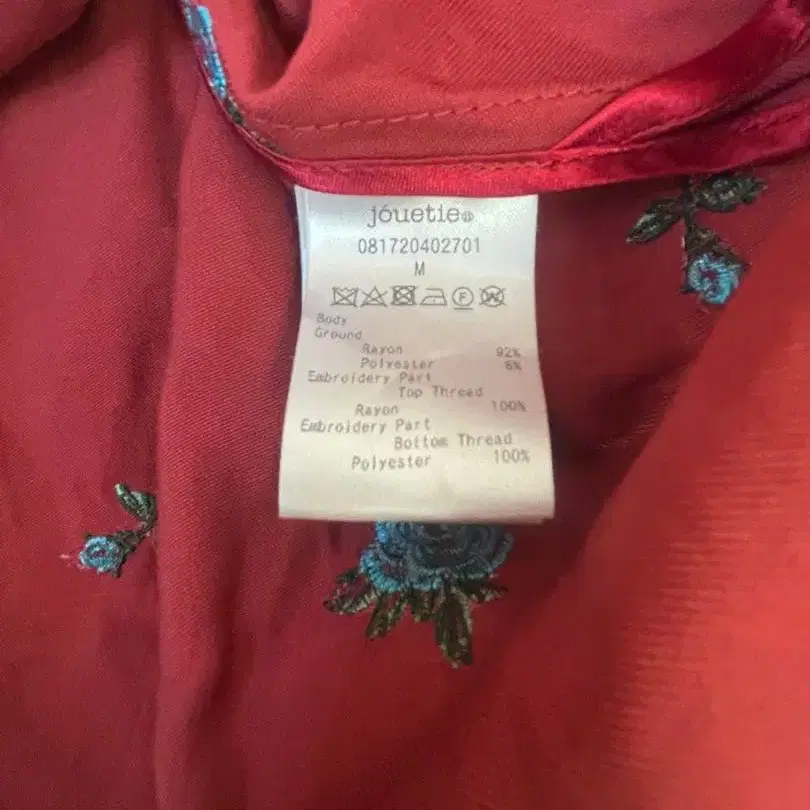 jóuetie
081720402701
M
Body
Ground
Rayon 92%
Polyester 8%
Embroidery Part
Top Thread
Rayon 100%
Embroidery Part
Bottom Thread
Polyester 100%